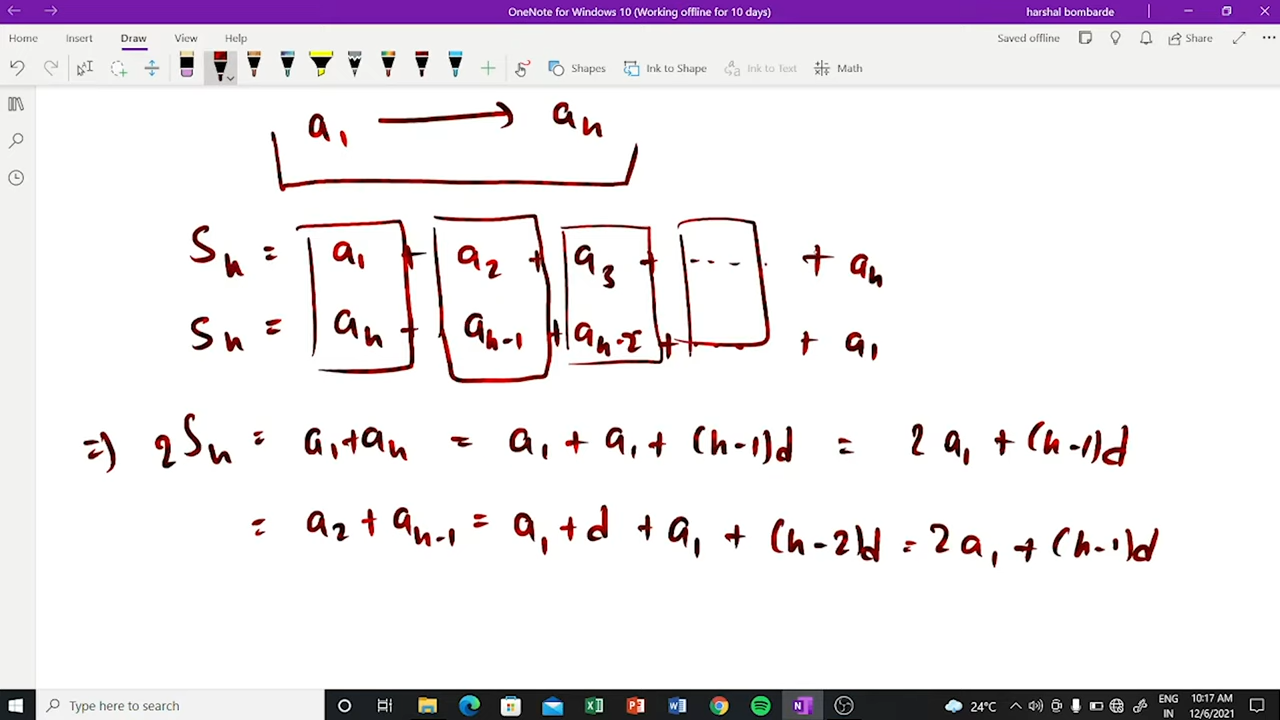 OneNote for Windows 10 (Working offline for 10 days)
harshal bombarde
Home Insert Draw View Help
Saved offline
Share
Shapes
Ink to Shape
Ink to Text
Math
a₁ ⟶ aₙ
Sₙ = a₁ + a₂ + a₃ + ---- + aₙ
Sₙ = aₙ + aₙ₋₁ + aₙ₋₂ + ---- + a₁
⇒) 2Sₙ = a₁+aₙ = a₁ + a₁ + (n-1)d = 2a₁ + (n-1)d
= a₂ + aₙ₋₁ = a₁ + d + a₁ + (n-2)d = 2a₁ + (n-1)d
Type here to search
24°C
ENG
IN
10:17 AM
12/6/2021